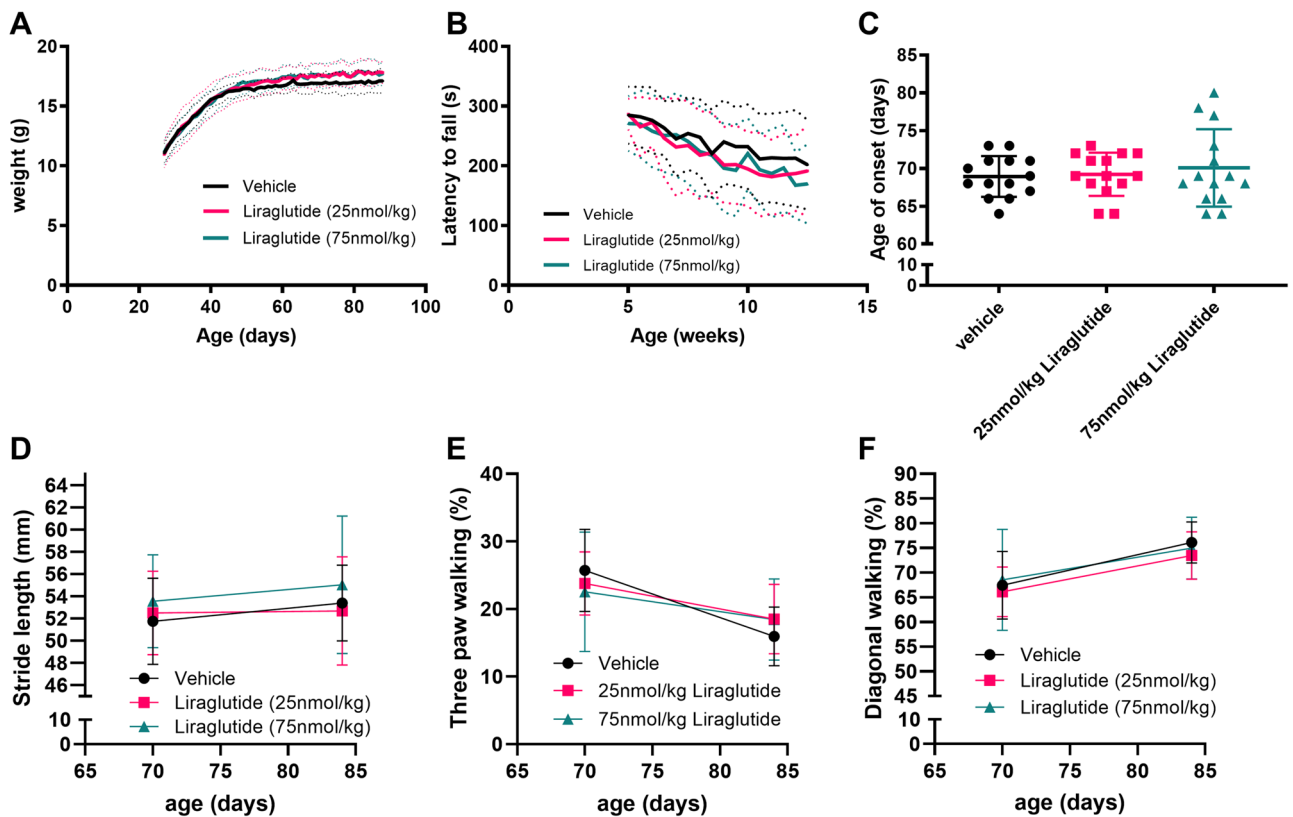 A
20
15
10
5
0
weight (g)
Vehicle
Liraglutide (25nmol/kg)
Liraglutide (75nmol/kg)
0 20 40 60 80 100
Age (days)
B
400
300
200
100
0
Latency to fall (s)
Vehicle
Liraglutide (25nmol/kg)
Liraglutide (75nmol/kg)
0 5 10 15
Age (weeks)
C
85
80
75
70
65
60
10
0
Age of onset (days)
vehicle
25nmol/kg Liraglutide
75nmol/kg Liraglutide
D
64
62
60
58
56
54
52
50
48
46
10
0
Stride length (mm)
Vehicle
Liraglutide (25nmol/kg)
Liraglutide (75nmol/kg)
65 70 75 80 85
age (days)
E
40
30
20
10
0
Three paw walking (%)
Vehicle
25nmol/kg Liraglutide
75nmol/kg Liraglutide
65 70 75 80 85
age (days)
F
90
85
80
75
70
65
60
55
50
45
10
0
Diagonal walking (%)
Vehicle
Liraglutide (25nmol/kg)
Liraglutide (75nmol/kg)
65 70 75 80 85
age (days)